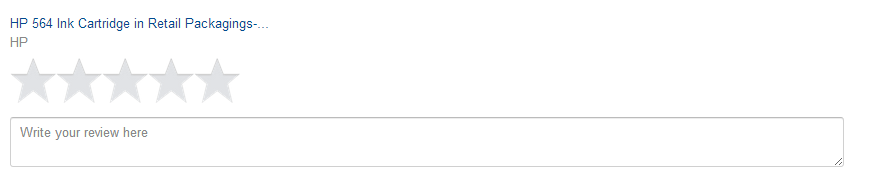 HP 564 Ink Cartridge in Retail Packagings-...
HP
Write your review here